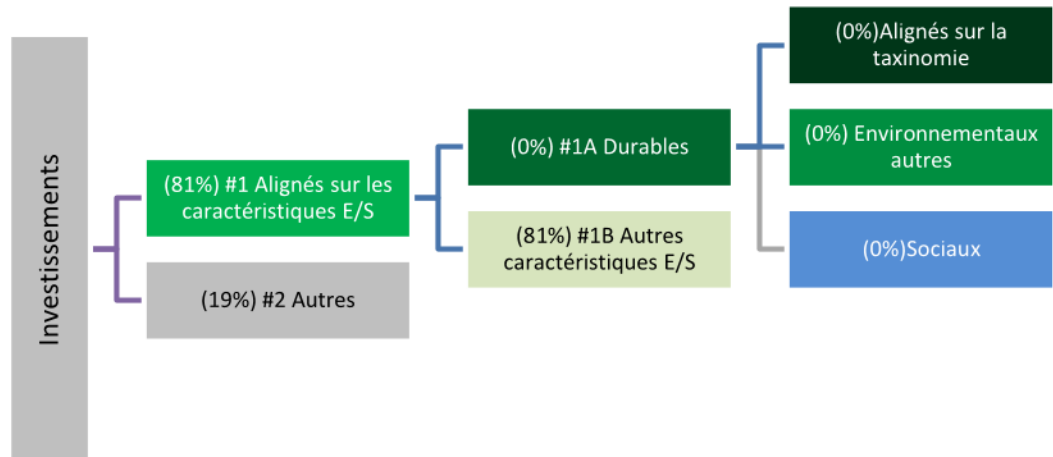 Investissements
(81%) #1 Alignés sur les
caractéristiques E/S
(19%) #2 Autres
(0%) #1A Durables
(81%) #1B Autres
caractéristiques E/S
(0%)Alignés sur la
taxinomie
(0%) Environnementaux
autres
(0%)Sociaux